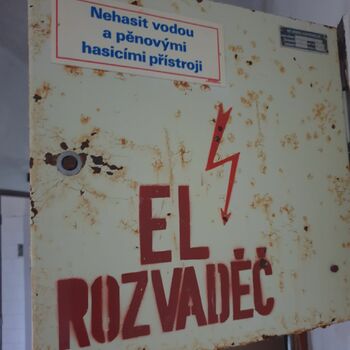 Nehasit vodou
a pěnovými
hasicími přístroji
EL
ROZVADĚČ